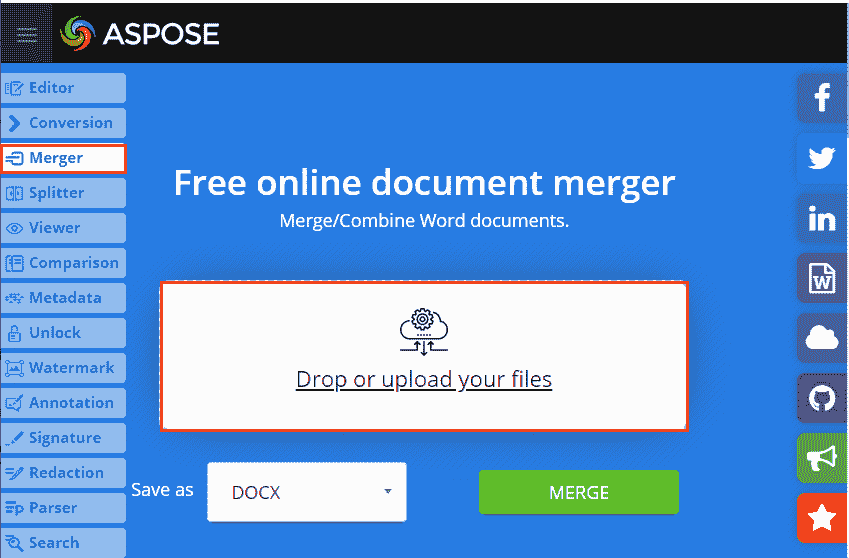 ASPOSE
Editor
Conversion
Merger
Splitter
Viewer
Comparison
Metadata
Unlock
Watermark
Annotation
Signature
Redaction
Parser
Search
Free online document merger
Merge/Combine Word documents.
Drop or upload your files
Save as
DOCX
MERGE